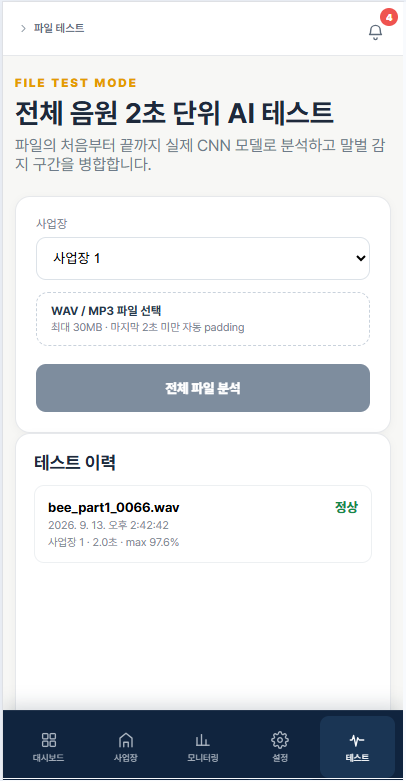 파일 테스트
4
FILE TEST MODE
전체 음원 2초 단위 AI 테스트
파일의 처음부터 끝까지 실제 CNN 모델로 분석하고 말벌 감
지 구간을 병합합니다.
사업장
사업장 1
WAV / MP3 파일 선택
최대 30MB · 마지막 2초 미만 자동 padding
전체 파일 분석
테스트 이력
bee_part1_0066.wav 정상
2026. 9. 13. 오후 2:42:42
사업장 1 · 2.0초 · max 97.6%
대시보드 사업장 모니터링 설정 테스트